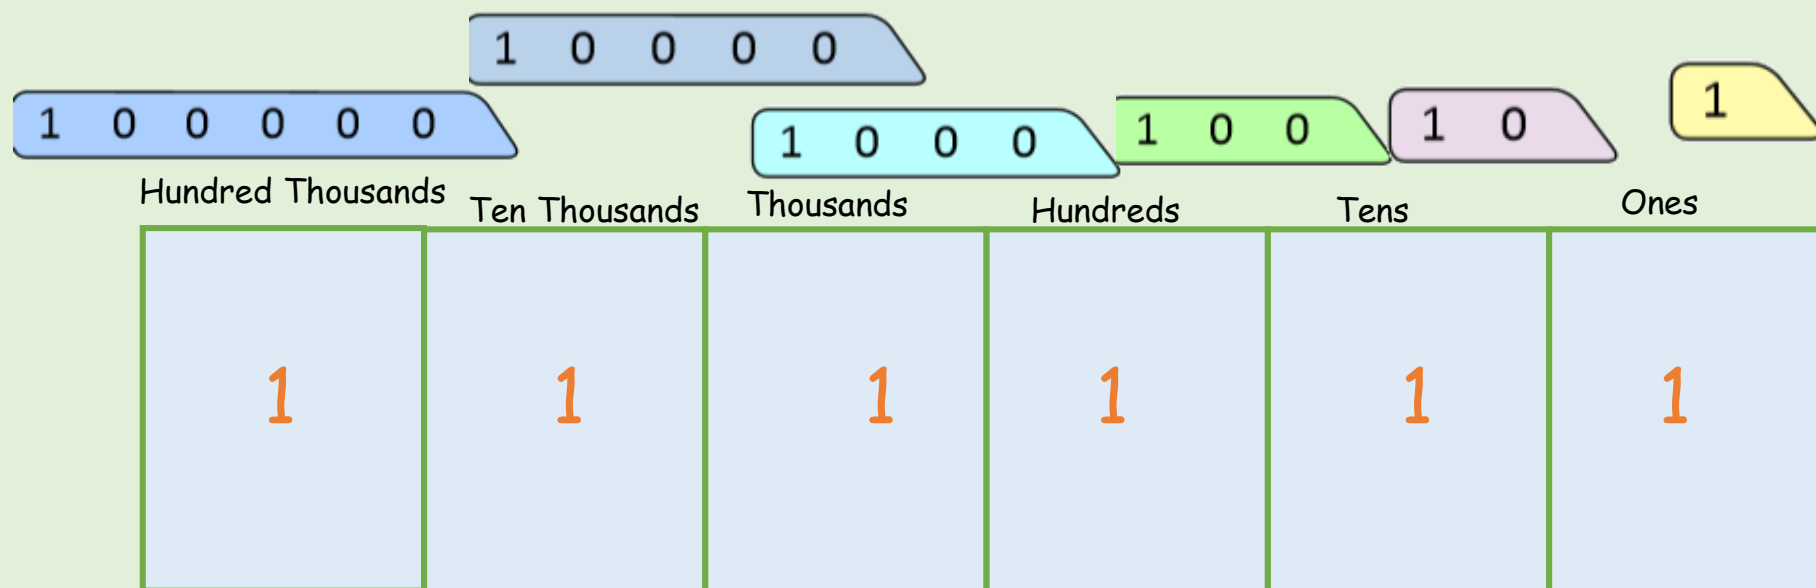 1 0 0 0 0
1 0 0 0 0 0
1 0 0 0
1 0 0
1 0
1
Hundred Thousands
Ten Thousands
Thousands
Hundreds
Tens
Ones
1 1 1 1 1 1